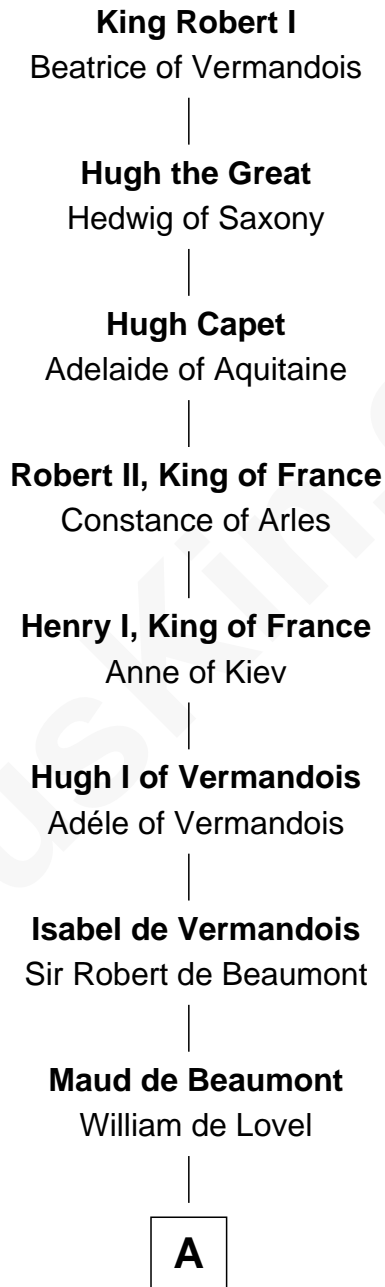 King Robert I
Beatrice of Vermandois
Hugh the Great
Hedwig of Saxony
Hugh Capet
Adelaide of Aquitaine
Robert II, King of France
Constance of Arles
Henry I, King of France
Anne of Kiev
Hugh I of Vermandois
Adéle of Vermandois
Isabel de Vermandois
Sir Robert de Beaumont
Maud de Beaumont
William de Lovel
A